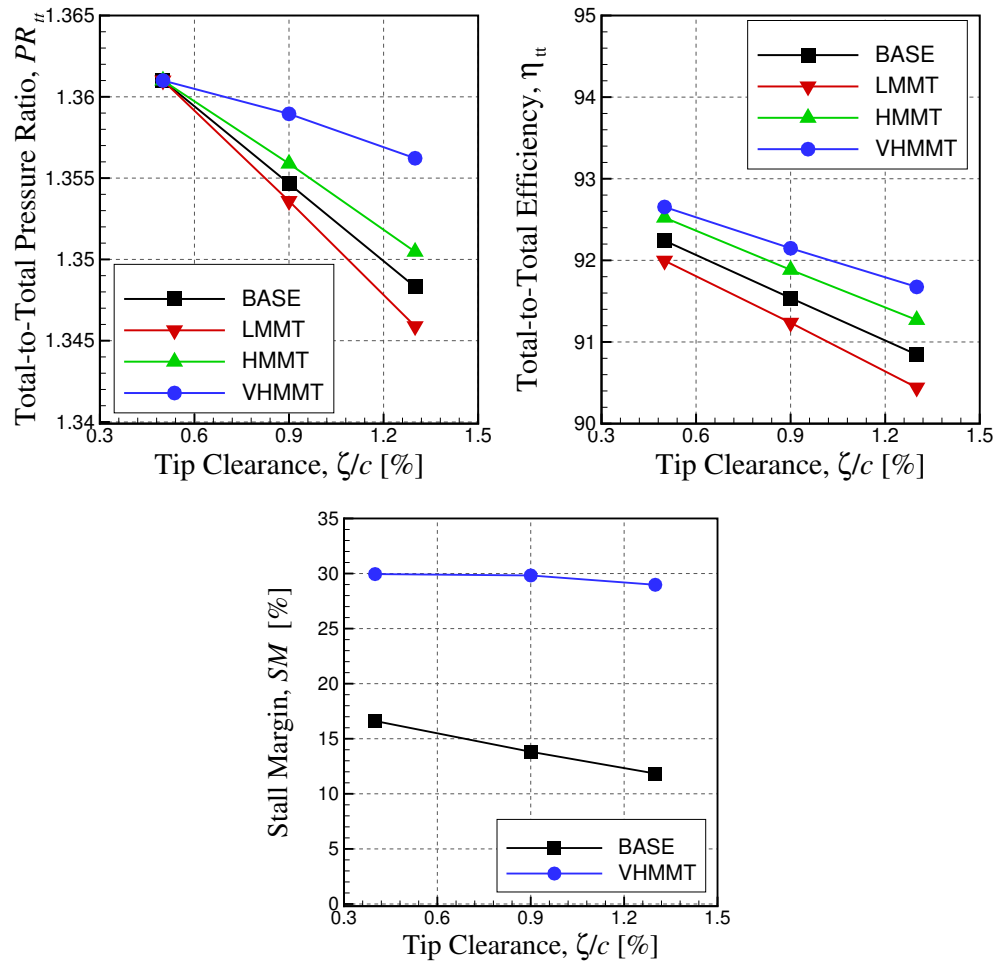 Total-to-Total Pressure Ratio, PR_tt
1.365
1.36
1.355
1.35
1.345
1.34
0.3 0.6 0.9 1.2 1.5
Tip Clearance, ζ/c [%]
BASE
LMMT
HMMT
VHMMT
Total-to-Total Efficiency, η_tt
95
94
93
92
91
90
0.3 0.6 0.9 1.2 1.5
Tip Clearance, ζ/c [%]
BASE
LMMT
HMMT
VHMMT
Stall Margin, SM [%]
35
30
25
20
15
10
5
0
0.3 0.6 0.9 1.2 1.5
Tip Clearance, ζ/c [%]
BASE
VHMMT